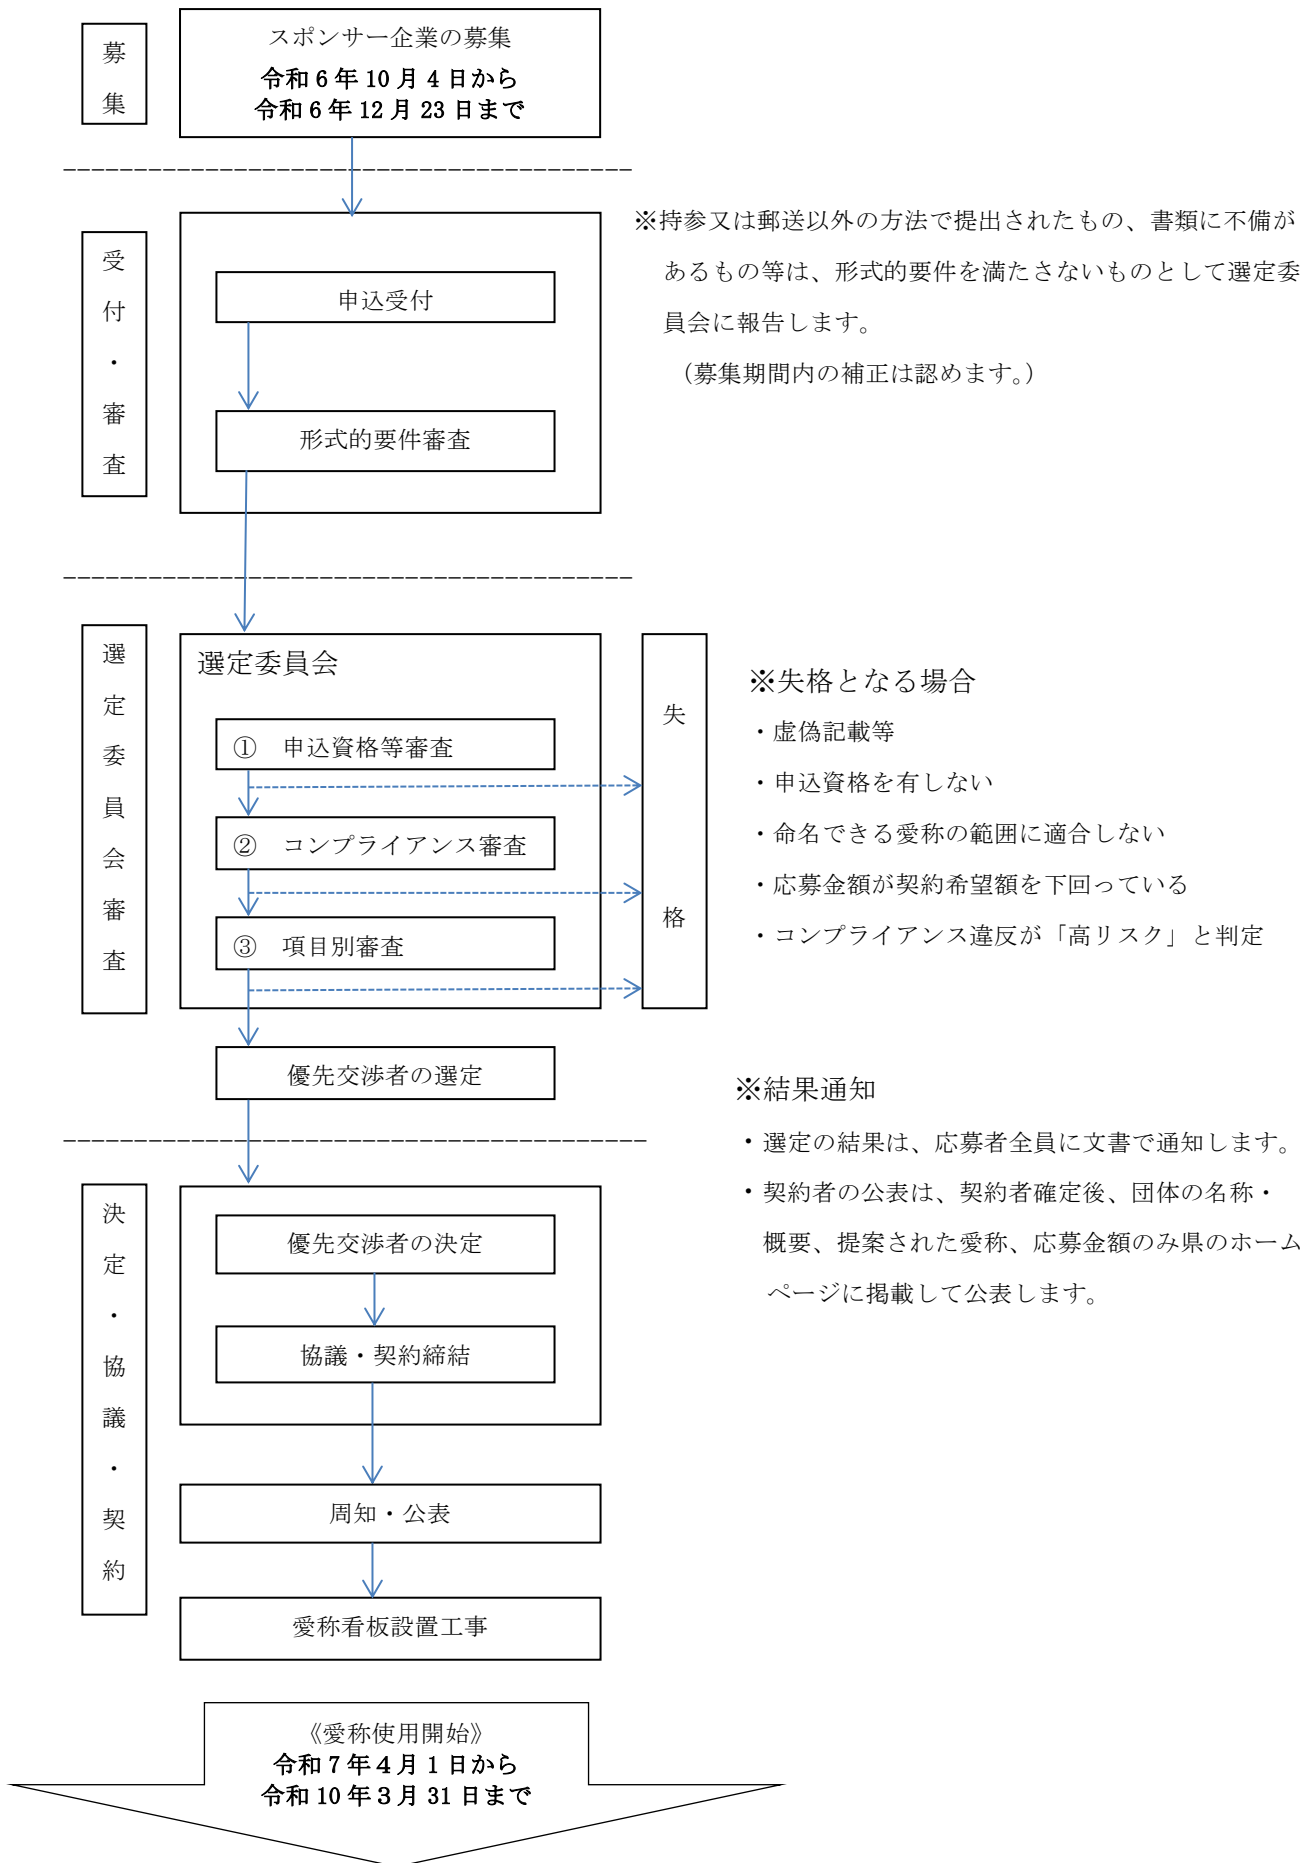 募集
スポンサー企業の募集
令和6年10月4日から
令和6年12月23日まで
受付・審査
申込受付
形式的要件審査
※持参又は郵送以外の方法で提出されたもの、書類に不備が
あるもの等は、形式的要件を満たさないものとして選定委
員会に報告します。
（募集期間内の補正は認めます。）
選定委員会審査
選定委員会
① 申込資格等審査
② コンプライアンス審査
③ 項目別審査
失格
※失格となる場合
・虚偽記載等
・申込資格を有しない
・命名できる愛称の範囲に適合しない
・応募金額が契約希望額を下回っている
・コンプライアンス違反が「高リスク」と判定
優先交渉者の選定
※結果通知
・選定の結果は、応募者全員に文書で通知します。
・契約者の公表は、契約者確定後、団体の名称・
概要、提案された愛称、応募金額のみ県のホーム
ページに掲載して公表します。
決定・協議・契約
優先交渉者の決定
協議・契約締結
周知・公表
愛称看板設置工事
《愛称使用開始》
令和7年４月1日から
令和10年３月31日まで